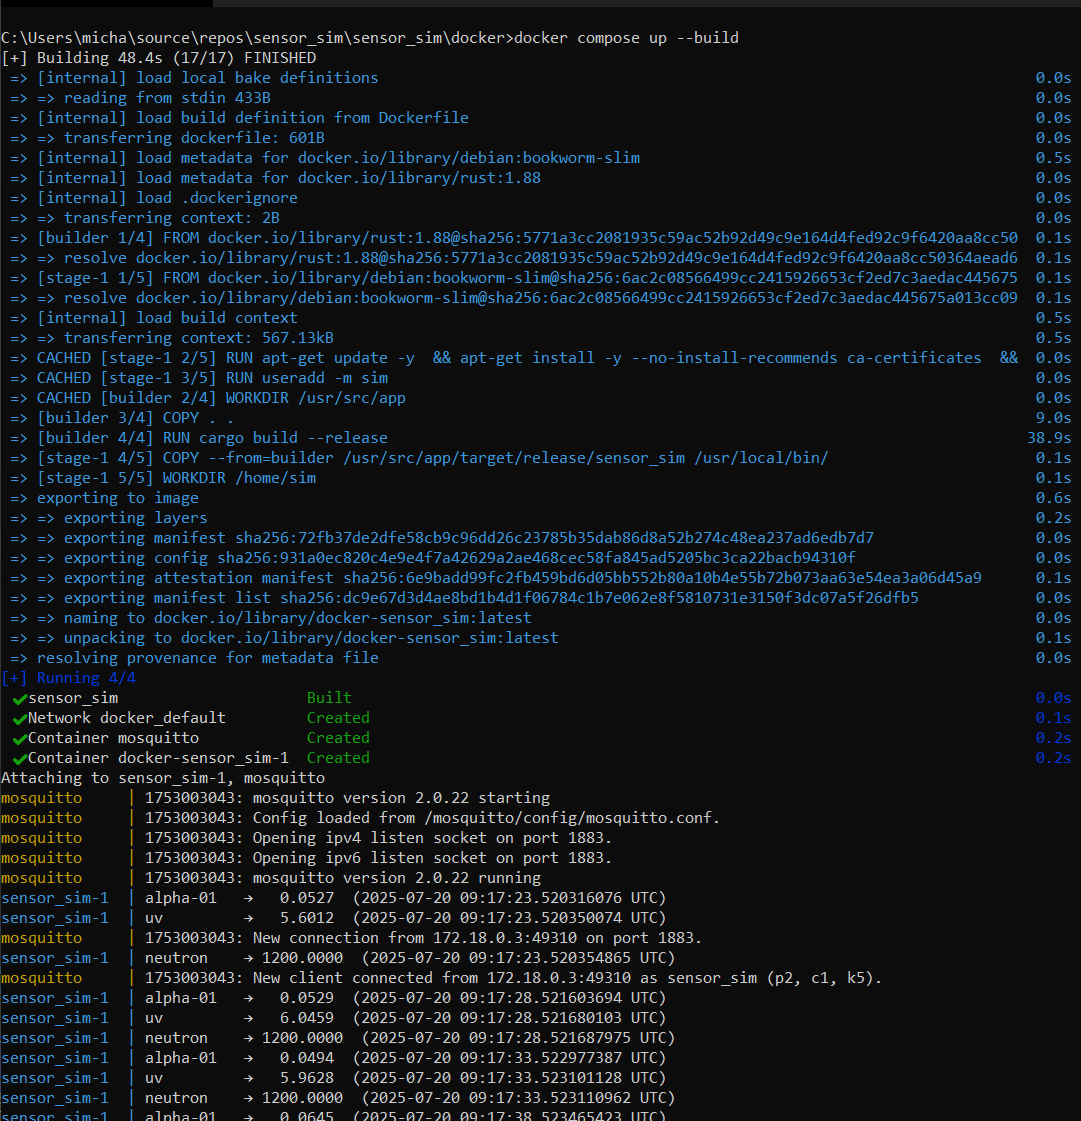 C:\Users\micha\source\repos\sensor_sim\sensor_sim\docker>docker compose up --build
[+] Building 48.4s (17/17) FINISHED
=> [internal] load local bake definitions 0.0s
=> => reading from stdin 433B 0.0s
=> [internal] load build definition from Dockerfile 0.0s
=> => transferring dockerfile: 601B 0.0s
=> [internal] load metadata for docker.io/library/debian:bookworm-slim 0.5s
=> [internal] load metadata for docker.io/library/rust:1.88 0.0s
=> [internal] load .dockerignore 0.0s
=> => transferring context: 2B 0.0s
=> [builder 1/4] FROM docker.io/library/rust:1.88@sha256:5771a3cc2081935c59ac52b92d49c9e164d4fed92c9f6420aa8cc50 0.1s
=> => resolve docker.io/library/rust:1.88@sha256:5771a3cc2081935c59ac52b92d49c9e164d4fed92c9f6420aa8cc50364aead6 0.1s
=> [stage-1 1/5] FROM docker.io/library/debian:bookworm-slim@sha256:6ac2c08566499cc2415926653cf2ed7c3aedac445675 0.1s
=> => resolve docker.io/library/debian:bookworm-slim@sha256:6ac2c08566499cc2415926653cf2ed7c3aedac445675a013cc09 0.1s
=> [internal] load build context 0.5s
=> => transferring context: 567.13kB 0.5s
=> CACHED [stage-1 2/5] RUN apt-get update -y  && apt-get install -y --no-install-recommends ca-certificates  && 0.0s
=> CACHED [stage-1 3/5] RUN useradd -m sim 0.0s
=> CACHED [builder 2/4] WORKDIR /usr/src/app 0.0s
=> [builder 3/4] COPY . . 9.0s
=> [builder 4/4] RUN cargo build --release 38.9s
=> [stage-1 4/5] COPY --from=builder /usr/src/app/target/release/sensor_sim /usr/local/bin/ 0.1s
=> [stage-1 5/5] WORKDIR /home/sim 0.1s
=> exporting to image 0.6s
=> => exporting layers 0.2s
=> => exporting manifest sha256:72fb37de2dfe58cb9c96dd26c23785b35dab86d8a52b274c48ea237ad6edb7d7 0.0s
=> => exporting config sha256:931a0ec820c4e9e4f7a42629a2ae468cec58fa845ad5205bc3ca22bacb94310f 0.0s
=> => exporting attestation manifest sha256:6e9badd99fc2fb459bd6d05bb552b80a10b4e55b72b073aa63e54ea3a06d45a9 0.1s
=> => exporting manifest list sha256:dc9e67d3d4ae8bd1b4d1f06784c1b7e062e8f5810731e3150f3dc07a5f26dfb5 0.0s
=> => naming to docker.io/library/docker-sensor_sim:latest 0.0s
=> => unpacking to docker.io/library/docker-sensor_sim:latest 0.1s
=> resolving provenance for metadata file 0.0s
[+] Running 4/4
✔sensor_sim Built 0.0s
✔Network docker_default Created 0.1s
✔Container mosquitto Created 0.2s
✔Container docker-sensor_sim-1 Created 0.2s
Attaching to sensor_sim-1, mosquitto
mosquitto | 1753003043: mosquitto version 2.0.22 starting
mosquitto | 1753003043: Config loaded from /mosquitto/config/mosquitto.conf.
mosquitto | 1753003043: Opening ipv4 listen socket on port 1883.
mosquitto | 1753003043: Opening ipv6 listen socket on port 1883.
mosquitto | 1753003043: mosquitto version 2.0.22 running
sensor_sim-1 | alpha-01 → 0.0527 (2025-07-20 09:17:23.520316076 UTC)
sensor_sim-1 | uv → 5.6012 (2025-07-20 09:17:23.520350074 UTC)
mosquitto | 1753003043: New connection from 172.18.0.3:49310 on port 1883.
sensor_sim-1 | neutron → 1200.0000 (2025-07-20 09:17:23.520354865 UTC)
mosquitto | 1753003043: New client connected from 172.18.0.3:49310 as sensor_sim (p2, c1, k5).
sensor_sim-1 | alpha-01 → 0.0529 (2025-07-20 09:17:28.521603694 UTC)
sensor_sim-1 | uv → 6.0459 (2025-07-20 09:17:28.521680103 UTC)
sensor_sim-1 | neutron → 1200.0000 (2025-07-20 09:17:28.521687975 UTC)
sensor_sim-1 | alpha-01 → 0.0494 (2025-07-20 09:17:33.522977387 UTC)
sensor_sim-1 | uv → 5.9628 (2025-07-20 09:17:33.523101128 UTC)
sensor_sim-1 | neutron → 1200.0000 (2025-07-20 09:17:33.523110962 UTC)
sensor_sim-1 | alpha-01 → 0.0645 (2025-07-20 09:17:38.523465423 UTC)